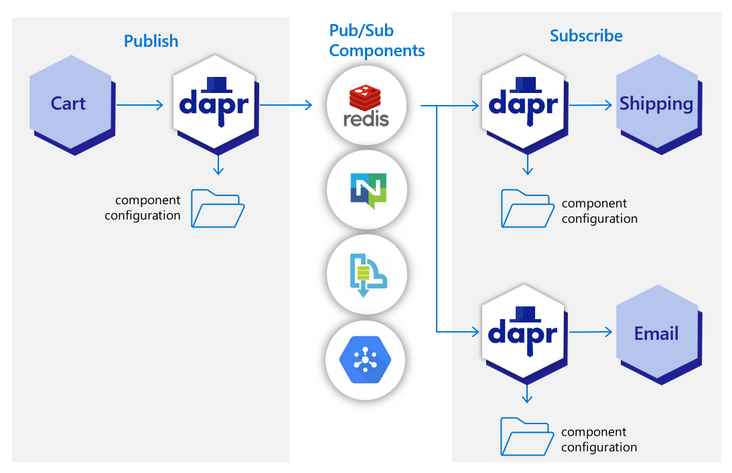 Publish
Pub/Sub
Components
Subscribe
Cart
dapr
redis
dapr
Shipping
component
configuration
N
component
configuration
dapr
Email
component
configuration